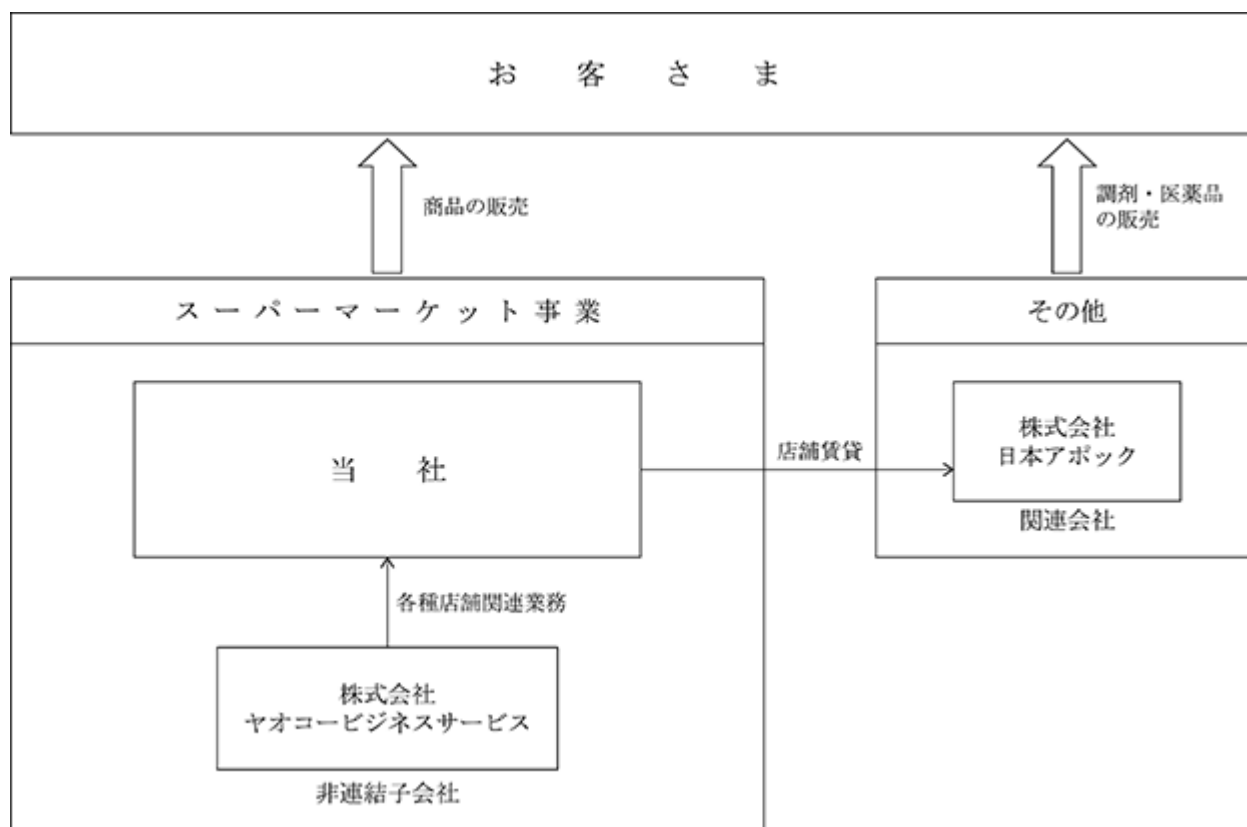 お客さま
商品の販売
調剤・医薬品
の販売
スーパーマーケット事業
その他
当社
店舗賃貸
株式会社
日本アポック
関連会社
各種店舗関連業務
株式会社
ヤオコービジネスサービス
非連結子会社